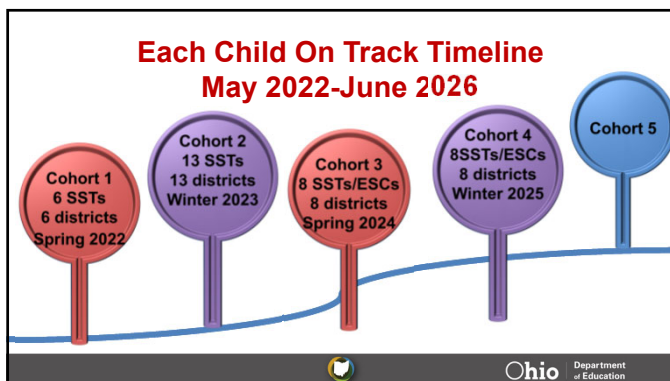 Each Child On Track Timeline
May 2022-June 2026
Cohort 1
6 SSTs
6 districts
Spring 2022
Cohort 2
13 SSTs
13 districts
Winter 2023
Cohort 3
8 SSTs/ESCs
8 districts
Spring 2024
Cohort 4
8SSTs/ESCs
8 districts
Winter 2025
Cohort 5
Ohio
Department
of Education